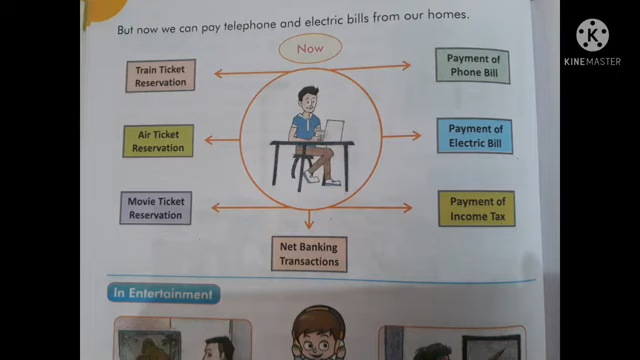 But now we can pay telephone and electric bills from our homes.
Now
Train Ticket
Reservation
Payment of
Phone Bill
Air Ticket
Reservation
Payment of
Electric Bill
Movie Ticket
Reservation
Payment of
Income Tax
Net Banking
Transactions
In Entertainment
K
KINEMASTER